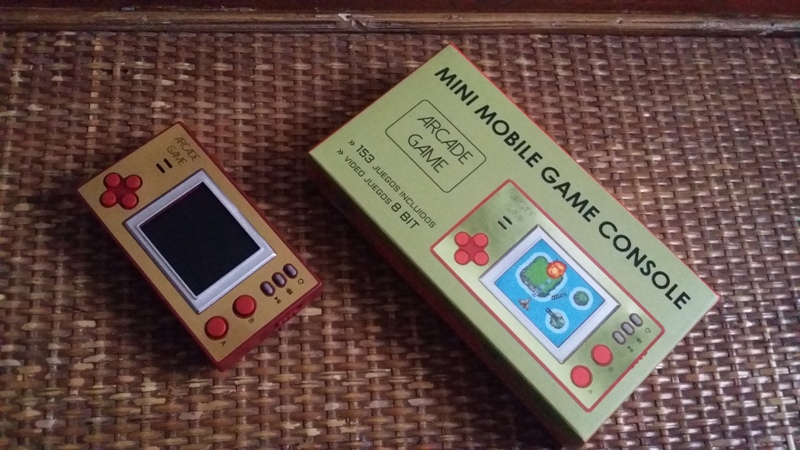 ARCADE
GAME
A
B
MINI MOBILE GAME CONSOLE
ARCADE
GAME
» 153 JUEGOS INCLUIDOS
» VIDEO JUEGOS 8 BIT
A
B